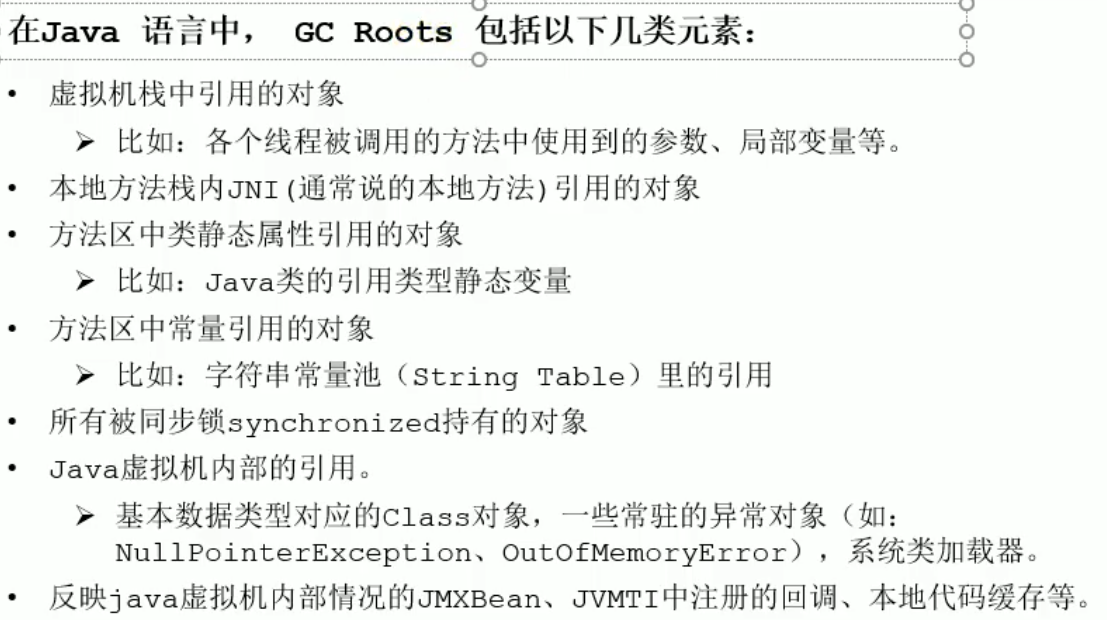 在Java 语言中， GC Roots 包括以下几类元素：
• 虚拟机栈中引用的对象
➢ 比如：各个线程被调用的方法中使用到的参数、局部变量等。
• 本地方法栈内JNI(通常说的本地方法)引用的对象
• 方法区中类静态属性引用的对象
➢ 比如：Java类的引用类型静态变量
• 方法区中常量引用的对象
➢ 比如：字符串常量池（String Table）里的引用
• 所有被同步锁synchronized持有的对象
• Java虚拟机内部的引用。
➢ 基本数据类型对应的Class对象，一些常驻的异常对象（如：
NullPointerException、OutOfMemoryError），系统类加载器。
• 反映java虚拟机内部情况的JMXBean、JVMTI中注册的回调、本地代码缓存等。